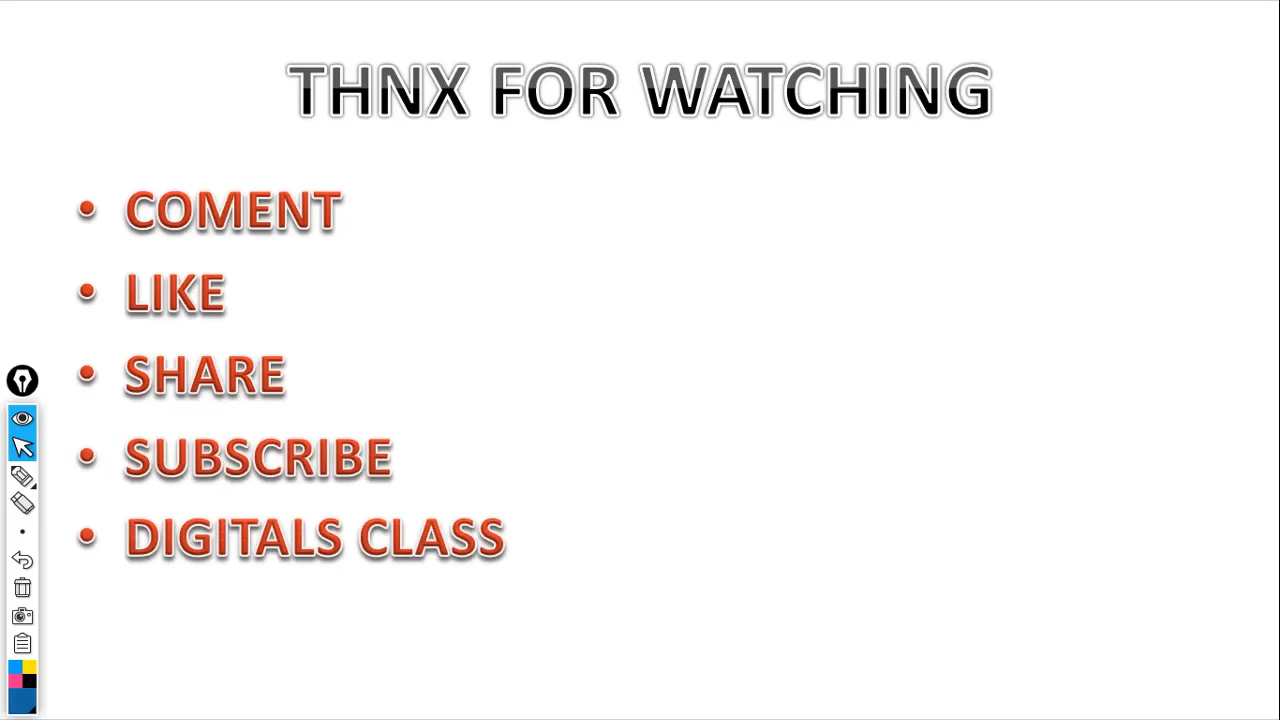 THNX FOR WATCHING
• COMENT
• LIKE
• SHARE
• SUBSCRIBE
• DIGITALS CLASS